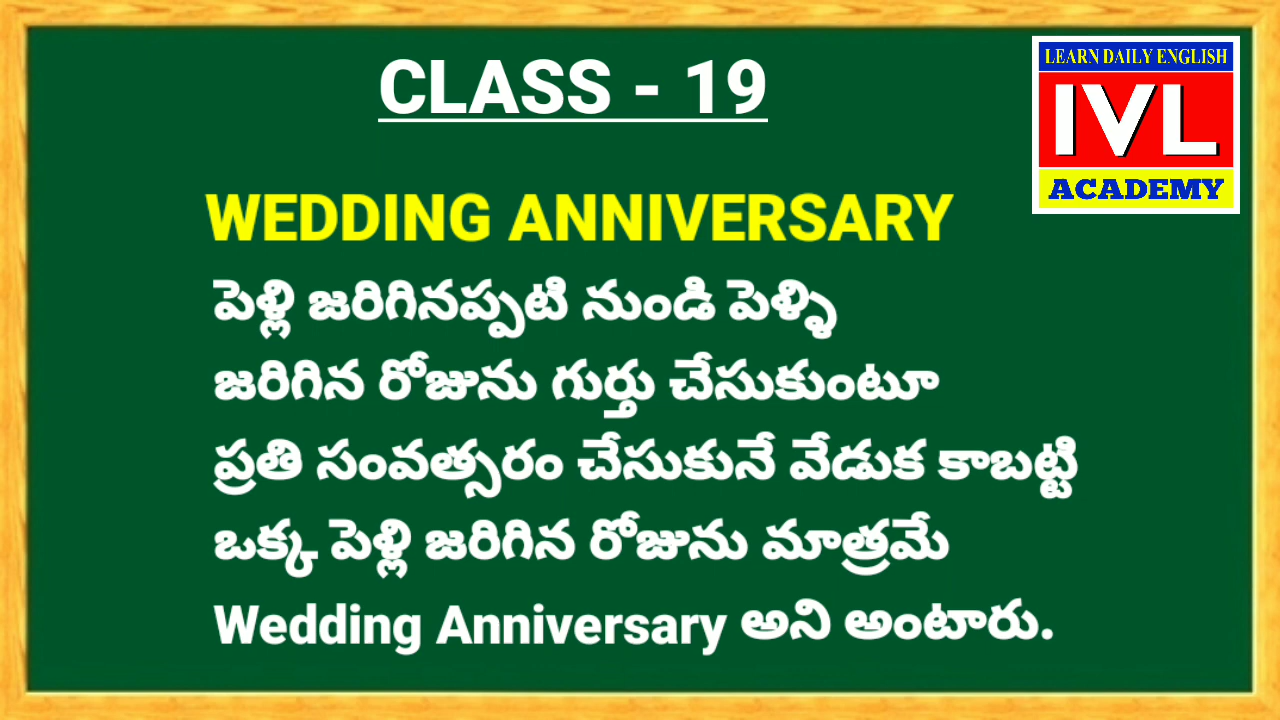 CLASS - 19
LEARN DAILY ENGLISH
IVL
ACADEMY
WEDDING ANNIVERSARY
పెళ్లి జరిగినప్పటి నుండి పెళ్ళి
జరిగిన రోజును గుర్తు చేసుకుంటూ
ప్రతి సంవత్సరం చేసుకునే వేడుక కాబట్టి
ఒక్క పెళ్లి జరిగిన రోజును మాత్రమే
Wedding Anniversary అని అంటారు.